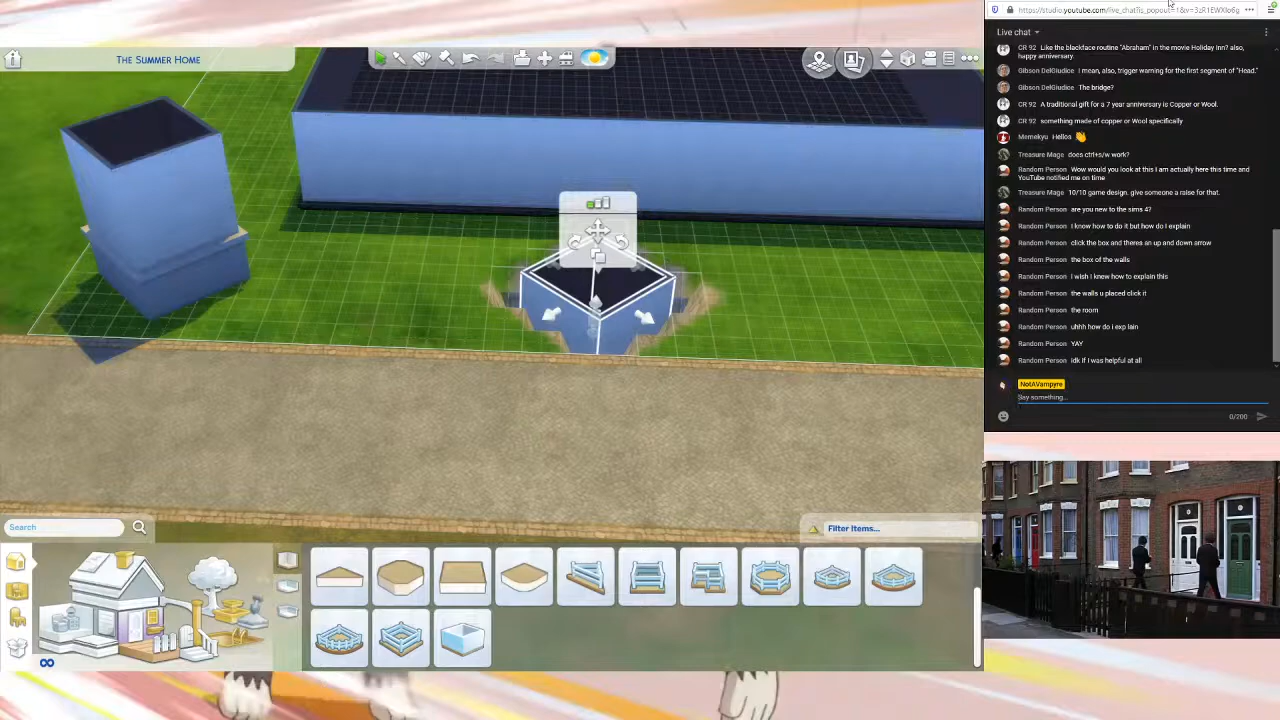 https://studio.youtube.com/live_chat?is_popout=1&v=3zR1EWXlo6g
Live chat
THE SUMMER HOME
CR 92 Like the blackface routine "Abraham" in the movie Holiday Inn? also,
happy anniversary.
Gibson DelGiudice I mean, also, trigger warning for the first segment of "Head."
Gibson DelGiudice The bridge?
CR 92 A traditional gift for a 7 year anniversary is Copper or Wool.
CR 92 something made of copper or Wool specifically
Memekyu Hellos
Treasure Mage does ctrl+s/w work?
Random Person Wow would you look at this I am actually here this time and
YouTube notified me on time
Treasure Mage 10/10 game design. give someone a raise for that.
Random Person are you new to the sims 4?
Random Person I know how to do it but how do i explain
Random Person click the box and theres an up and down arrow
Random Person the box of the walls
Random Person I wish I knew how to explain this
Random Person the walls u placed click it
Random Person the room
Random Person uhhh how do i exp lain
Random Person YAY
Random Person idk if I was helpful at all
NotAVampyre
Say something...
0/200
Search
Filter Items...